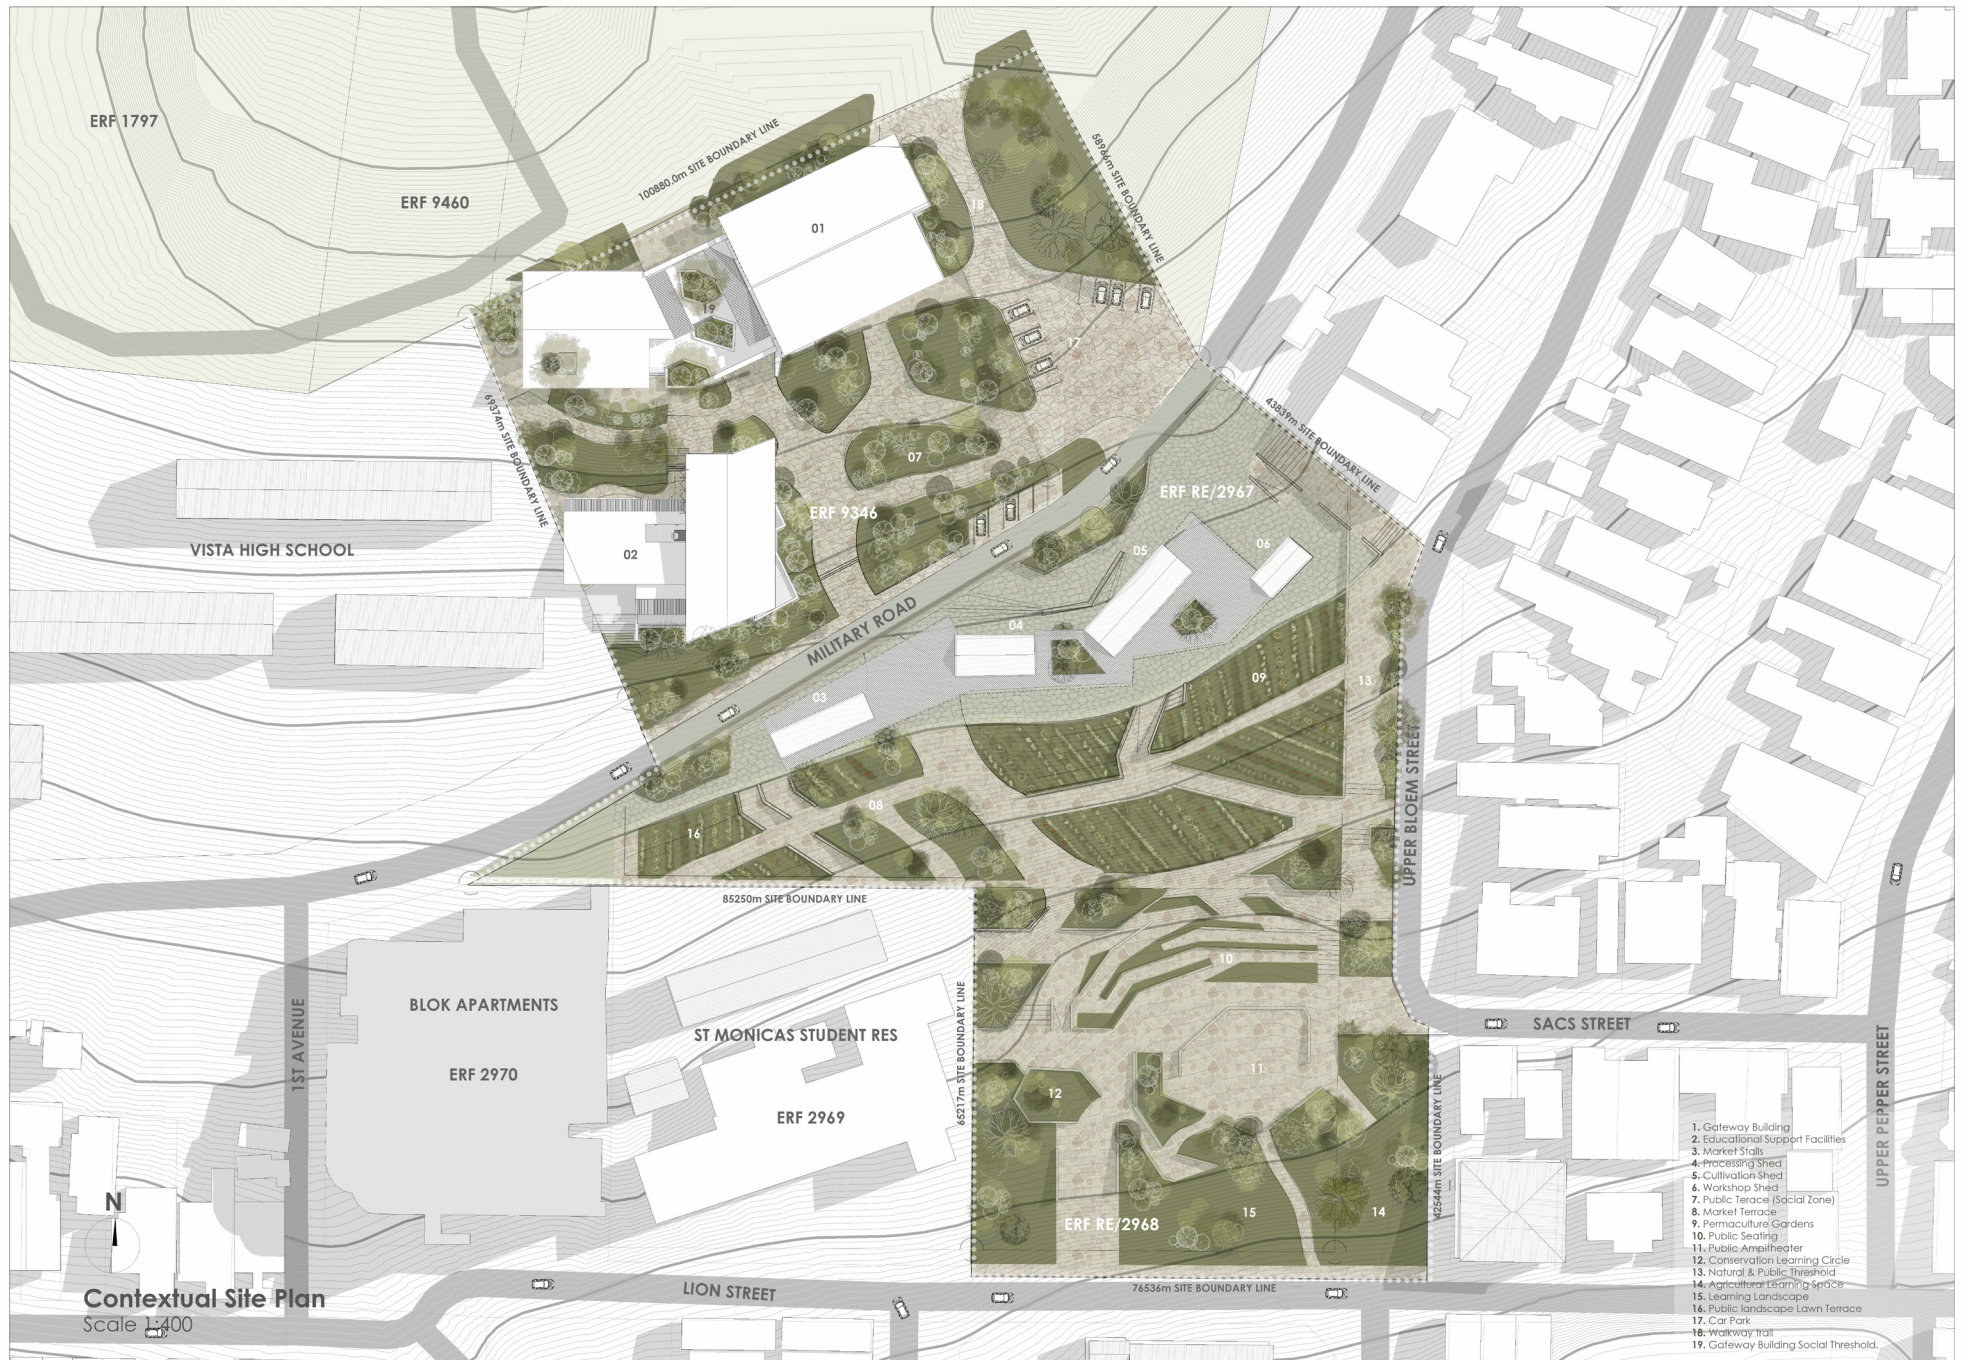 ERF 1797
ERF 9460
100880.0m SITE BOUNDARY LINE
58966m SITE BOUNDARY LINE
18
01
19
17
69374m SITE BOUNDARY LINE
43839m SITE BOUNDARY LINE
07
ERF RE/2967
ERF 9346
VISTA HIGH SCHOOL
02
05
06
MILITARY ROAD
04
03
09
13
UPPER BLOEM STREET
08
16
85250m SITE BOUNDARY LINE
10
BLOK APARTMENTS
ERF 2970
1ST AVENUE
ST MONICAS STUDENT RES
ERF 2969
65217m SITE BOUNDARY LINE
SACS STREET
11
12
42544m SITE BOUNDARY LINE
UPPER PEPPER STREET
ERF RE/2968
15
14
76536m SITE BOUNDARY LINE
LION STREET
N
Contextual Site Plan
Scale 1:400
1. Gateway Building
2. Educational Support Facilities
3. Market Stalls
4. Processing Shed
5. Cultivation Shed
6. Workshop Shed
7. Public Terace (Social Zone)
8. Market Terrace
9. Permaculture Gardens
10. Public Seating
11. Public Ampitheater
12. Conservation Learning Circle
13. Natural & Public Threshold
14. Agricultural Learning Space
15. Learning Landscape
16. Public landscape Lawn Terrace
17. Car Park
18. Walkway trail
19. Gateway Building Social Threshold.